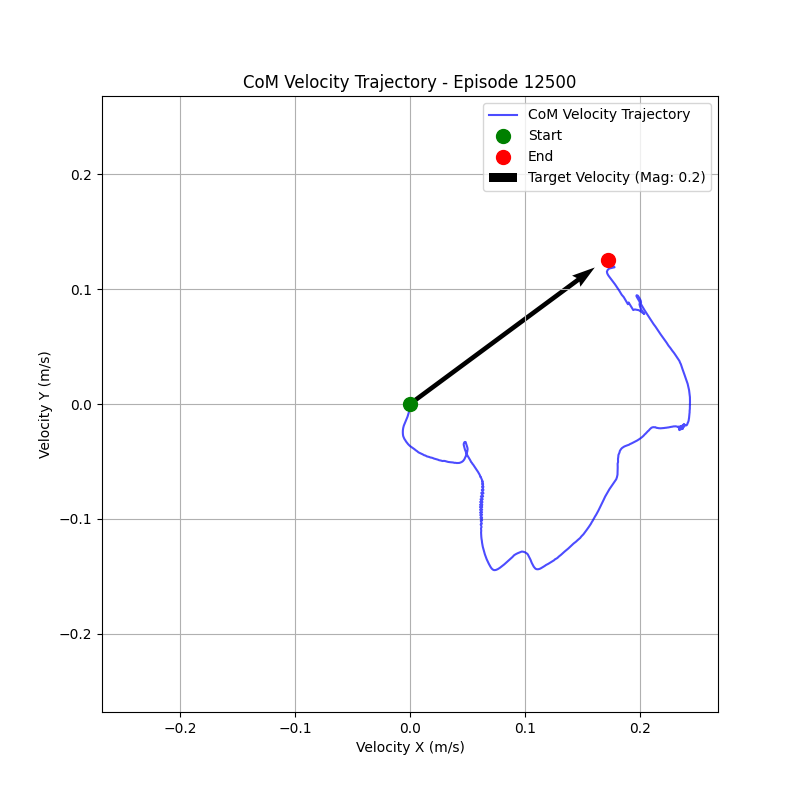 CoM Velocity Trajectory - Episode 12500
CoM Velocity Trajectory
Start
End
Target Velocity (Mag: 0.2)
0.2
0.1
0.0
−0.1
−0.2
Velocity Y (m/s)
−0.2
−0.1
0.0
0.1
0.2
Velocity X (m/s)